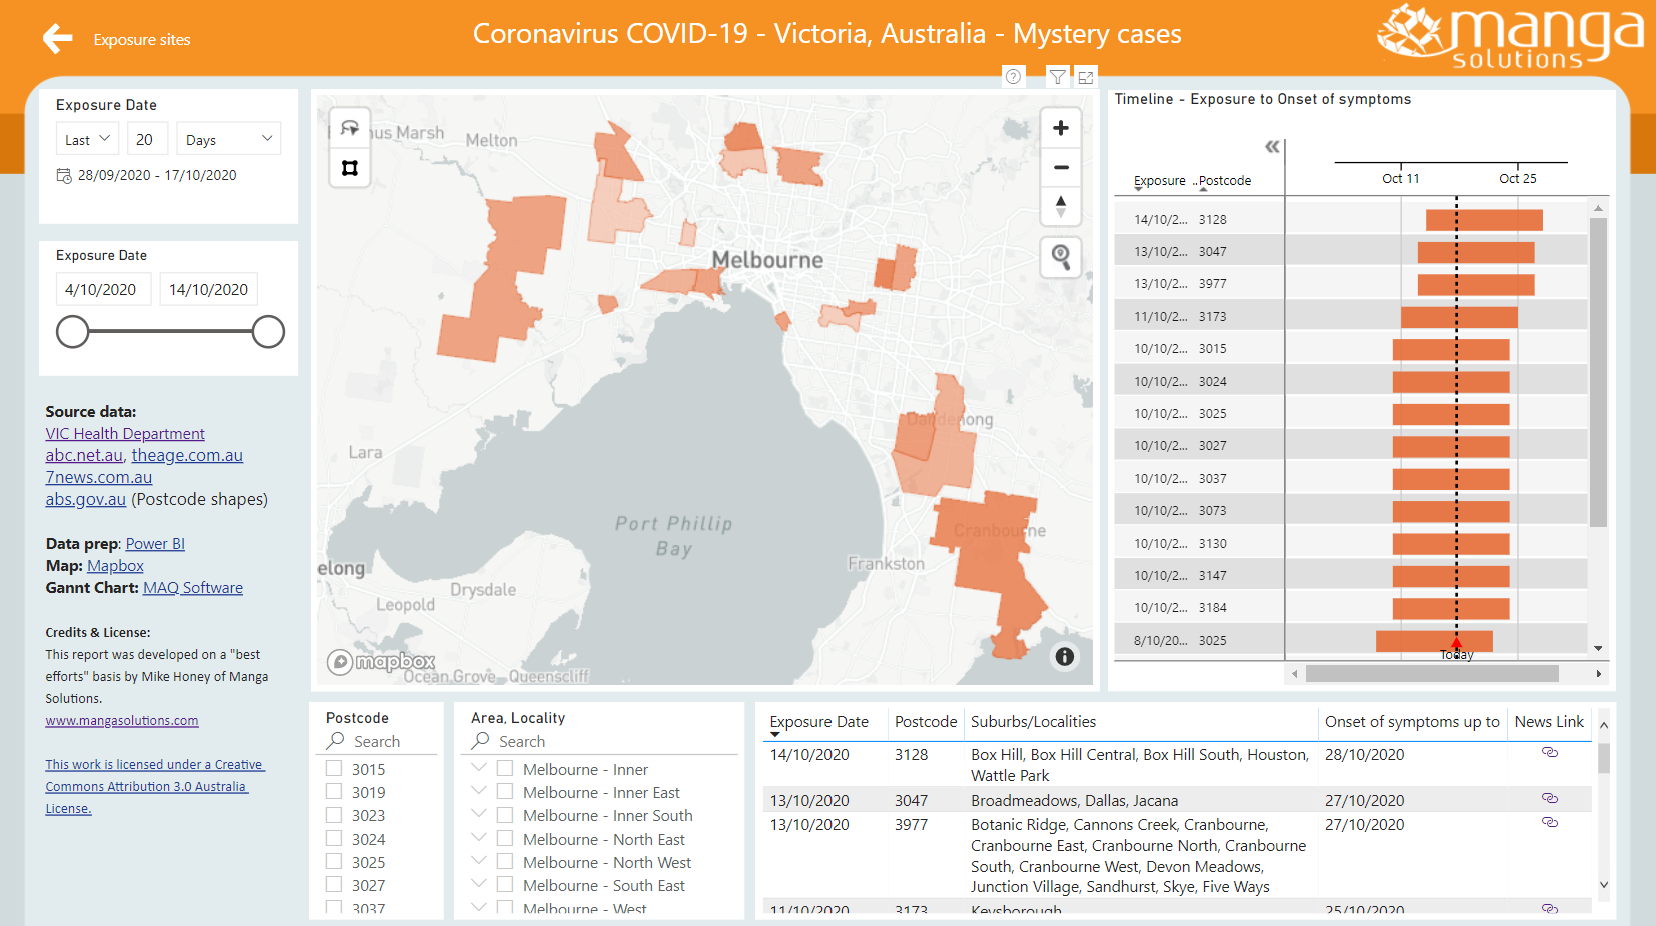 Exposure sites
Coronavirus COVID-19 - Victoria, Australia - Mystery cases
manga
solutions
Exposure Date
Last
20
Days
28/09/2020 - 17/10/2020
Exposure Date
4/10/2020
14/10/2020
Source data:
VIC Health Department
abc.net.au, theage.com.au
7news.com.au
abs.gov.au (Postcode shapes)
Data prep: Power BI
Map: Mapbox
Gannt Chart: MAQ Software
Credits & License:
This report was developed on a "best
efforts" basis by Mike Honey of Manga
Solutions.
www.mangasolutions.com
This work is licensed under a Creative
Commons Attribution 3.0 Australia
License.
hus Marsh
Melton
Melbourne
Dandenong
Lara
Port Phillip
Bay
Cranbourne
Frankston
elong
Drysdale
Leopold
mapbox
Ocean Grove
Queenscliff
Timeline - Exposure to Onset of symptoms
Oct 11
Oct 25
Exposure ..
Postcode
14/10/2... 3128
13/10/2... 3047
13/10/2... 3977
11/10/2... 3173
10/10/2... 3015
10/10/2... 3024
10/10/2... 3025
10/10/2... 3027
10/10/2... 3037
10/10/2... 3073
10/10/2... 3130
10/10/2... 3147
10/10/2... 3184
8/10/20... 3025
Today
Postcode
Search
3015
3019
3023
3024
3025
3027
3037
Area, Locality
Search
Melbourne - Inner
Melbourne - Inner East
Melbourne - Inner South
Melbourne - North East
Melbourne - North West
Melbourne - South East
Melbourne - West
Exposure Date Postcode Suburbs/Localities Onset of symptoms up to News Link
14/10/2020 3128 Box Hill, Box Hill Central, Box Hill South, Houston, 28/10/2020
Wattle Park
13/10/2020 3047 Broadmeadows, Dallas, Jacana 27/10/2020
13/10/2020 3977 Botanic Ridge, Cannons Creek, Cranbourne, 27/10/2020
Cranbourne East, Cranbourne North, Cranbourne
South, Cranbourne West, Devon Meadows,
Junction Village, Sandhurst, Skye, Five Ways
11/10/2020 3173 Keysborough 25/10/2020